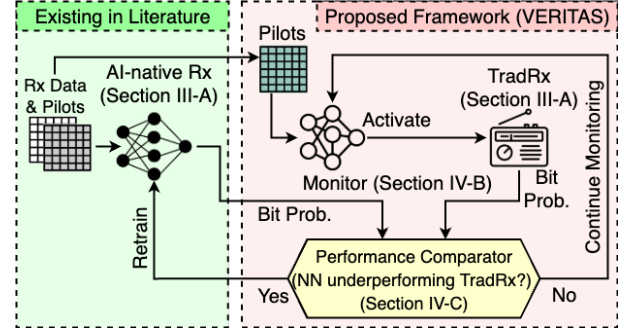 Existing in Literature
Proposed Framework (VERITAS)
Rx Data
& Pilots
AI-native Rx
(Section III-A)
Pilots
Activate
TradRx
(Section III-A)
Monitor (Section IV-B)
Bit
Prob.
Bit Prob.
Continue Monitoring
Retrain
Performance Comparator
(NN underperforming TradRx?)
(Section IV-C)
Yes
No